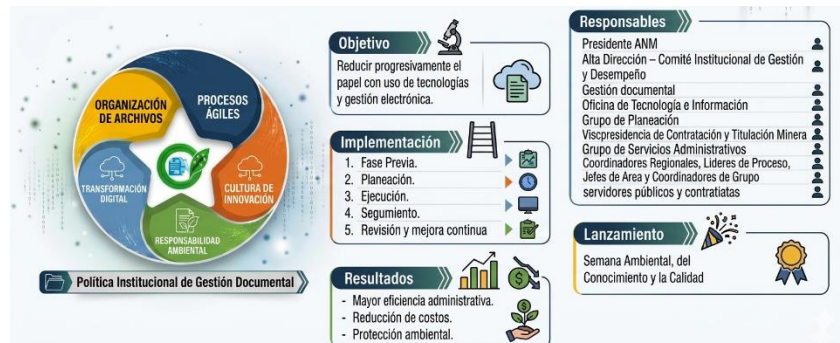 ORGANIZACIÓN
DE ARCHIVOS
PROCESOS
ÁGILES
TRANSFORMACIÓN
DIGITAL
CULTURA DE
INNOVACIÓN
RESPONSABILIDAD
AMBIENTAL
Política Institucional de Gestión Documental
Objetivo
Reducir progresivamente el
papel con uso de tecnologías
y gestión electrónica.
Implementación
1. Fase Previa.
2. Planeación.
3. Ejecución.
4. Segumiento.
5. Revisión y mejora continua
Resultados
- Mayor eficiencia administrativa.
- Reducción de costos.
- Protección ambiental.
Responsables
Presidente ANM
Alta Dirección – Comité Institucional de Gestión
y Desempeño
Gestión documental
Oficina de Tecnología e Información
Grupo de Planeación
Viscpresidencia de Contratación y Titulación Minera
Grupo de Servicios Administrativos
Coordinadores Regionales, Lideres de Proceso,
Jefes de Area y Coordinadores de Grupo
servidores públicos y contratiatas
Lanzamiento
Semana Ambiental, del
Conocimiento y la Calidad